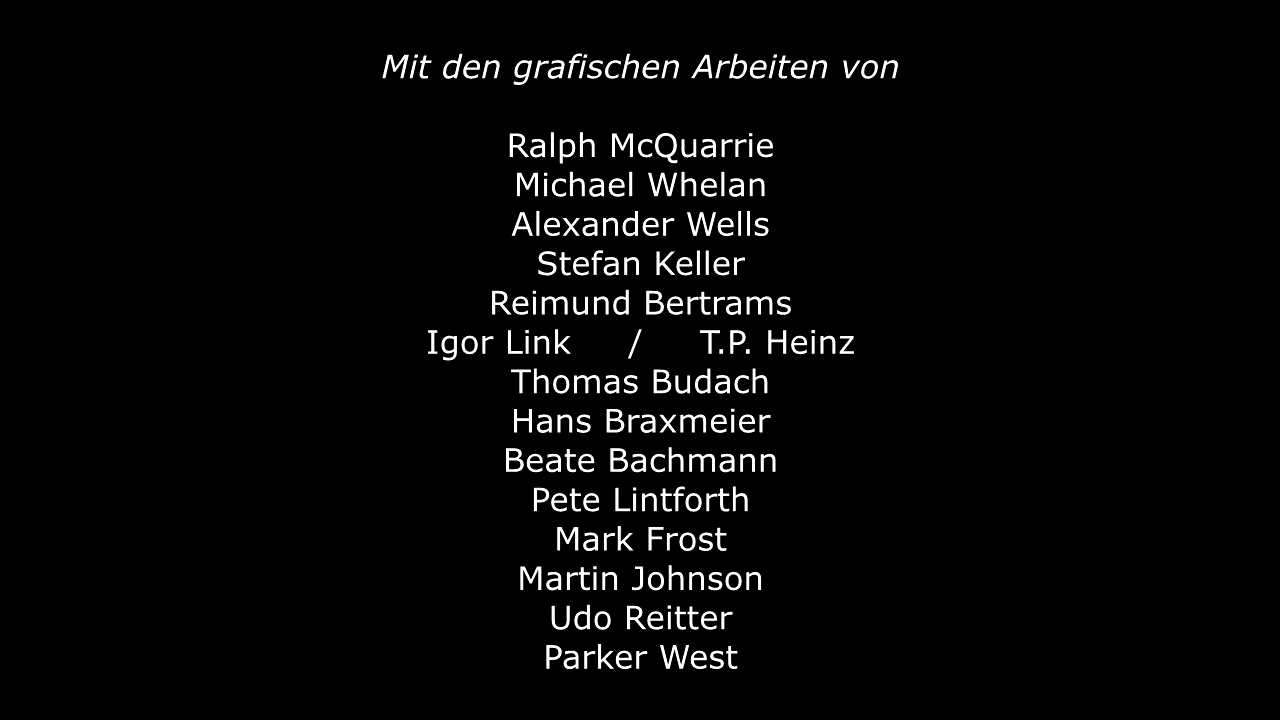 Mit den grafischen Arbeiten von
Ralph McQuarrie
Michael Whelan
Alexander Wells
Stefan Keller
Reimund Bertrams
Igor Link / T.P. Heinz
Thomas Budach
Hans Braxmeier
Beate Bachmann
Pete Lintforth
Mark Frost
Martin Johnson
Udo Reitter
Parker West